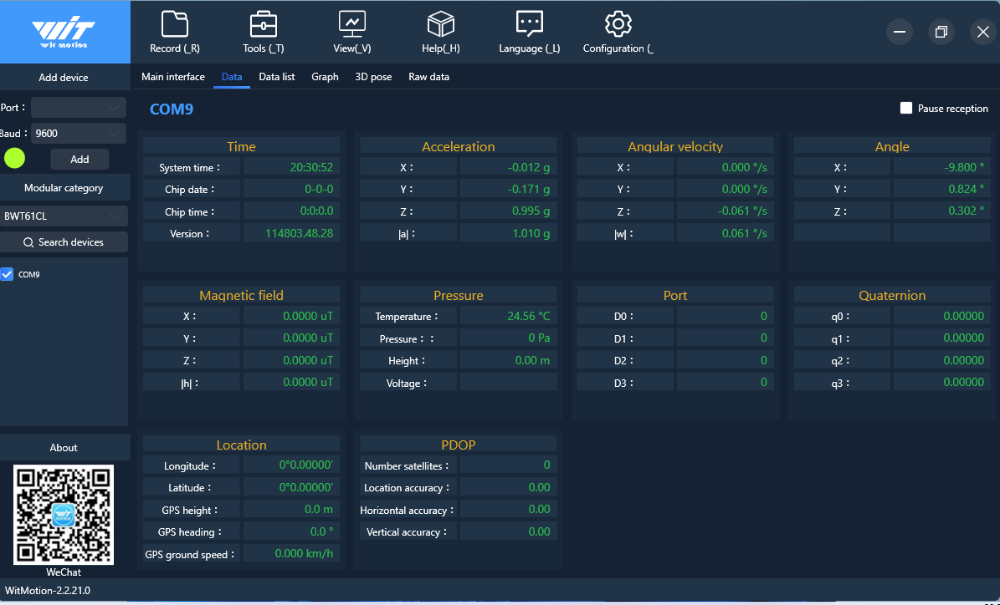 WiT
wit motion
Record (_R)
Tools (_T)
View(_V)
Help(_H)
Language (_L)
Configuration (_
Add device
Main interface
Data
Data list
Graph
3D pose
Raw data
Port：
COM9
Pause reception
Baud： 9600
Add
Modular category
BWT61CL
Search devices
COM9
Time
System time： 20:30:52
Chip date： 0-0-0
Chip time： 0:0:0.0
Version： 114803.48.28
Acceleration
X： -0.012 g
Y： -0.171 g
Z： 0.995 g
|a|： 1.010 g
Angular velocity
X： 0.000 °/s
Y： 0.000 °/s
Z： -0.061 °/s
|w|： 0.061 °/s
Angle
X： -9.800 °
Y： 0.824 °
Z： 0.302 °
Magnetic field
X： 0.0000 uT
Y： 0.0000 uT
Z： 0.0000 uT
|h|： 0.0000 uT
Pressure
Temperature： 24.56 °C
Pressure：： 0 Pa
Height： 0.00 m
Voltage：
Port
D0： 0
D1： 0
D2： 0
D3： 0
Quaternion
q0： 0.00000
q1： 0.00000
q2： 0.00000
q3： 0.00000
Location
Longitude： 0°0.00000'
Latitude： 0°0.00000'
GPS height： 0.0 m
GPS heading： 0.0 °
GPS ground speed： 0.000 km/h
PDOP
Number satellites： 0
Location accuracy： 0.00
Horizontal accuracy： 0.00
Vertical accuracy： 0.00
About
WeChat
WitMotion-2.2.21.0